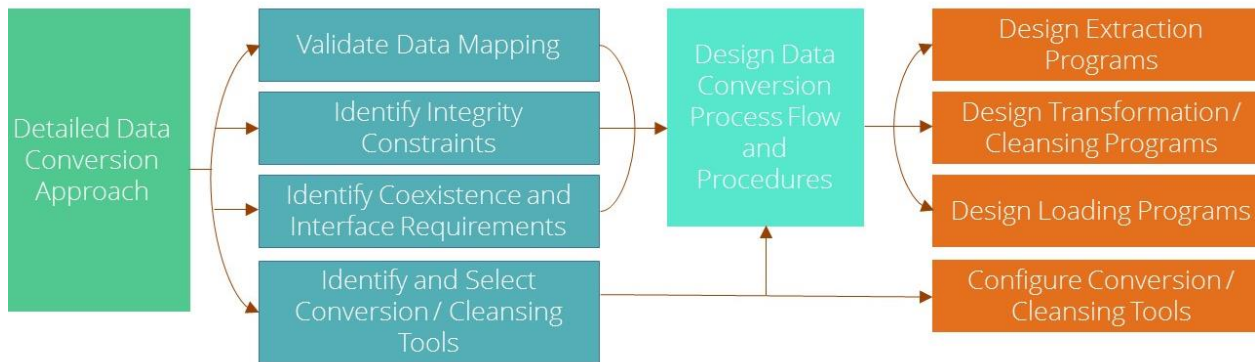 Detailed Data
Conversion
Approach
Validate Data Mapping
Identify Integrity
Constraints
Identify Coexistence and
Interface Requirements
Identify and Select
Conversion / Cleansing
Tools
Design Data
Conversion
Process Flow
and
Procedures
Design Extraction
Programs
Design Transformation /
Cleansing Programs
Design Loading Programs
Configure Conversion /
Cleansing Tools